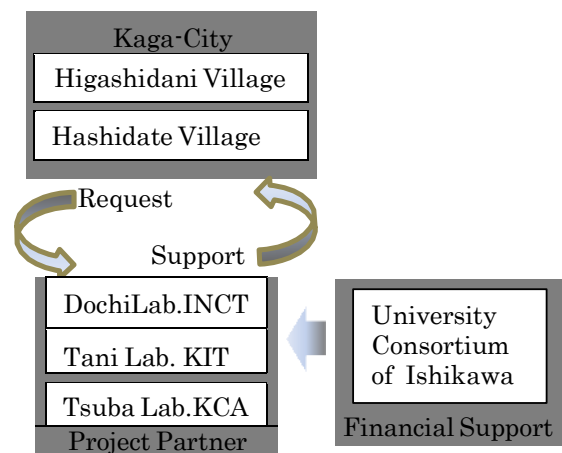 Kaga-City
Higashidani Village
Hashidate Village
Request
Support
DochiLab.INCT
Tani Lab. KIT
Tsuba Lab.KCA
Project Partner
University
Consortium
of Ishikawa
Financial Support